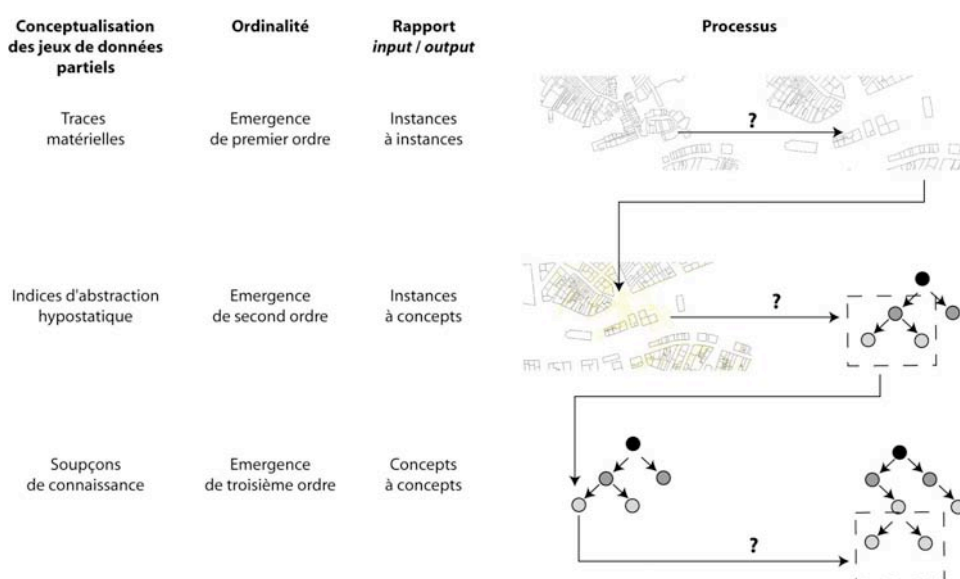 Conceptualisation
des jeux de données
partiels
Ordinalité
Rapport
input / output
Processus
Traces
matérielles
Emergence
de premier ordre
Instances
à instances
?
Indices d'abstraction
hypostatique
Emergence
de second ordre
Instances
à concepts
?
Soupçons
de connaissance
Emergence
de troisième ordre
Concepts
à concepts
?